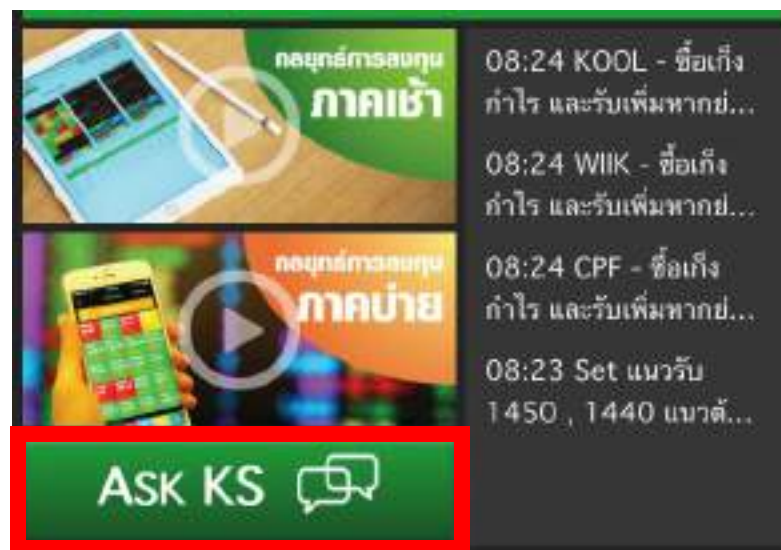 กลยุทธ์การลงทุน
ภาคเช้า
กลยุทธ์การลงทุน
ภาคบ่าย
ASK KS
08:24 KOOL - ซื้อเก็ง
กำไร และรับเพิ่มหากย่...
08:24 WIIK - ซื้อเก็ง
กำไร และรับเพิ่มหากย่...
08:24 CPF - ซื้อเก็ง
กำไร และรับเพิ่มหากย่...
08:23 Set แนวรับ
1450 , 1440 แนวต้...